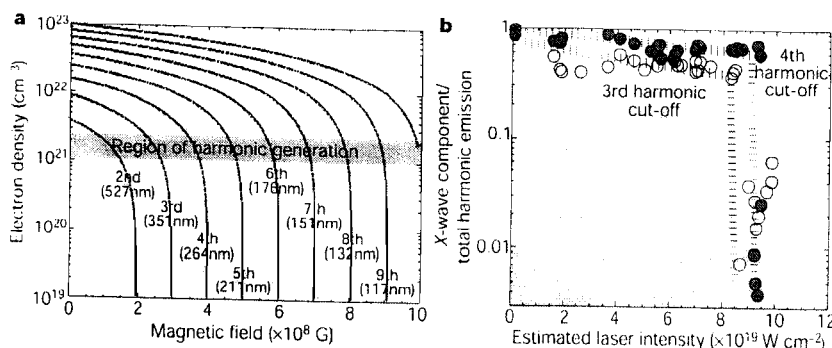 a
Electron density (cm⁻³)
10²³
10²²
10²¹
10²⁰
10¹⁹
Region of harmonic generation
2nd
(527nm)
3rd
(351nm)
4th
(264nm)
5th
(211nm)
6th
(176nm)
7th
(151nm)
8th
(132nm)
9th
(117nm)
0 2 4 6 8 10
Magnetic field (×10⁸ G)
b
X-wave component/
total harmonic emission
1
0.1
0.01
3rd harmonic
cut-off
4th
harmonic
cut-off
0 2 4 6 8 10 12
Estimated laser intensity (×10¹⁹ W cm⁻²)